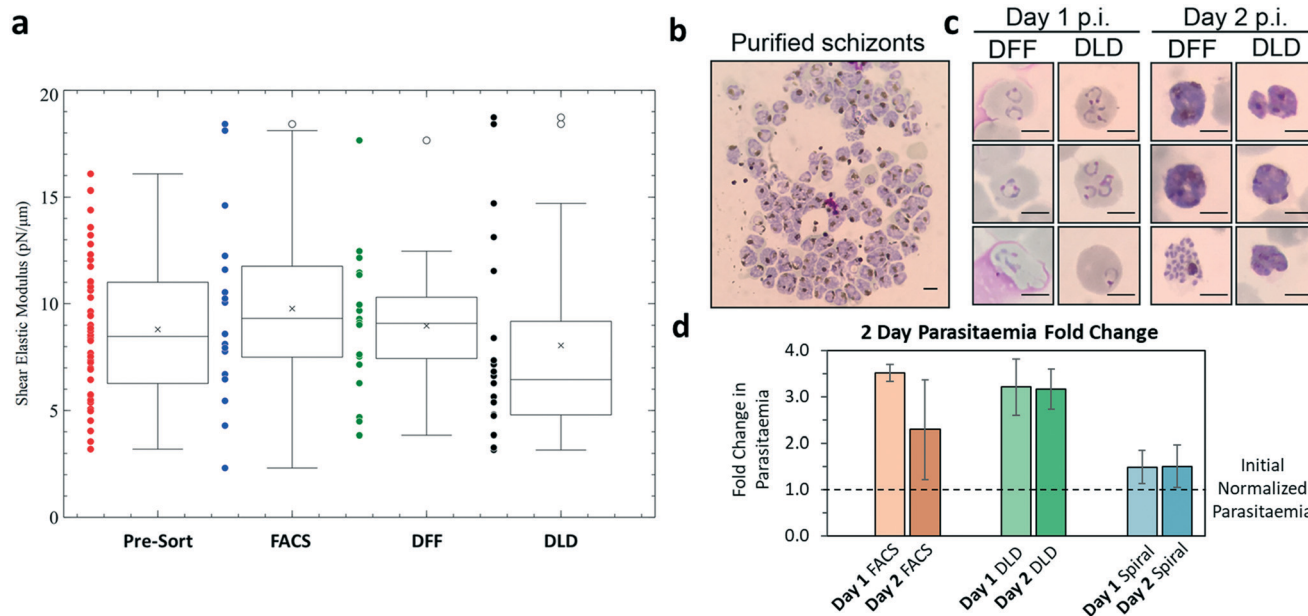 a
Shear Elastic Modulus (pN/μm)
20
15
10
5
0
Pre-Sort
FACS
DFF
DLD
b
Purified schizonts
c
Day 1 p.i.
Day 2 p.i.
DFF
DLD
DFF
DLD
d
2 Day Parasitaemia Fold Change
Fold Change in
Parasitaemia
4.0
3.0
2.0
1.0
0.0
Initial
Normalized
Parasitaemia
Day 1 FACS
Day 2 FACS
Day 1 DLD
Day 2 DLD
Day 1 Spiral
Day 2 Spiral